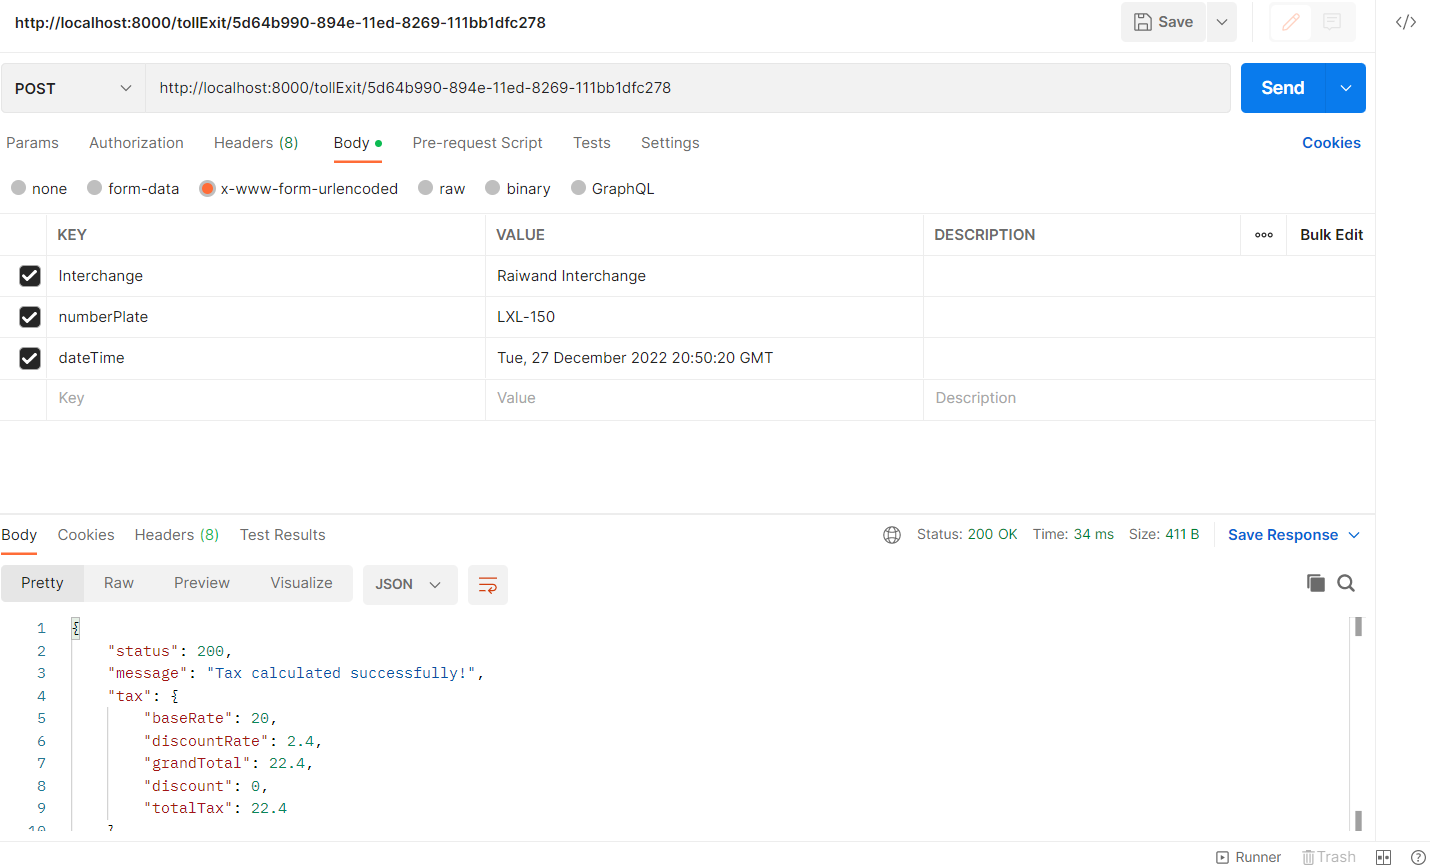 http://localhost:8000/tollExit/5d64b990-894e-11ed-8269-111bb1dfc278
Save
POST http://localhost:8000/tollExit/5d64b990-894e-11ed-8269-111bb1dfc278 Send
Params Authorization Headers (8) Body Pre-request Script Tests Settings Cookies
none form-data x-www-form-urlencoded raw binary GraphQL
KEY VALUE DESCRIPTION Bulk Edit
Interchange Raiwand Interchange
numberPlate LXL-150
dateTime Tue, 27 December 2022 20:50:20 GMT
Key Value Description
Body Cookies Headers (8) Test Results Status: 200 OK Time: 34 ms Size: 411 B Save Response
Pretty Raw Preview Visualize JSON
1 {
2 "status": 200,
3 "message": "Tax calculated successfully!",
4 "tax": {
5 "baseRate": 20,
6 "discountRate": 2.4,
7 "grandTotal": 22.4,
8 "discount": 0,
9 "totalTax": 22.4
10 }
Runner Trash